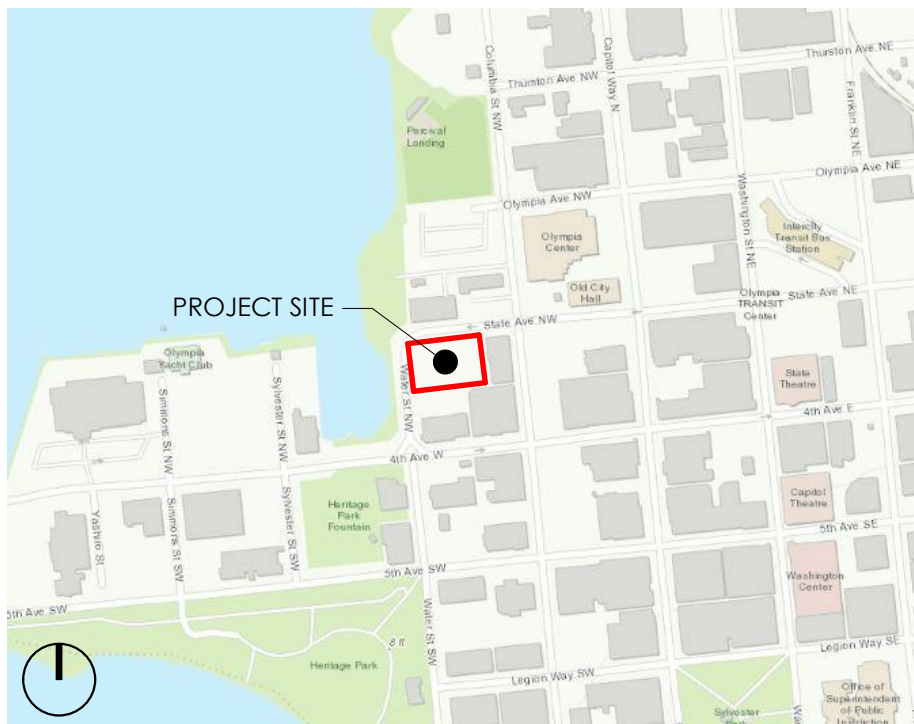 Thurston Ave NE
Columbia St NW
Capitol Way N
Thurston Ave NW
Franklin St NE
Percival
Landing
Olympia Ave NE
Washington St NE
Olympia Ave NW
Intercity
Transit Bus
Station
Olympia
Center
Old City
Hall
State Ave NE
Olympia
TRANSIT
Center
PROJECT SITE
State Ave NW
Olympia
Yacht Club
Water St NW
State
Theatre
Simmons St NW
Sylvester St NW
4th Ave E
4th Ave W
Capitol
Theatre
Heritage
Park
Fountain
Yashiro St
Simmons St SW
Sylvester St SW
5th Ave SE
5th Ave SW
Washington
Center
Water St SW
8 ft
Heritage Park
Legion Way SE
Legion Way SW
Office of
Superintendent
of Public
Instruction
Sylvester